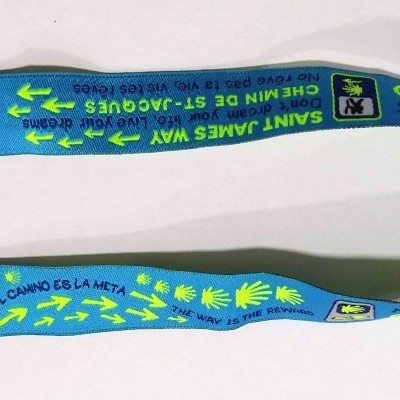 SAINT JAMES WAY
Don't dream your life, Live your dreams
CHEMIN DE ST-JACQUES
Ne rêve pas ta vie, vis tes rêves
L CAMINO ES LA META
THE WAY IS THE REWARD